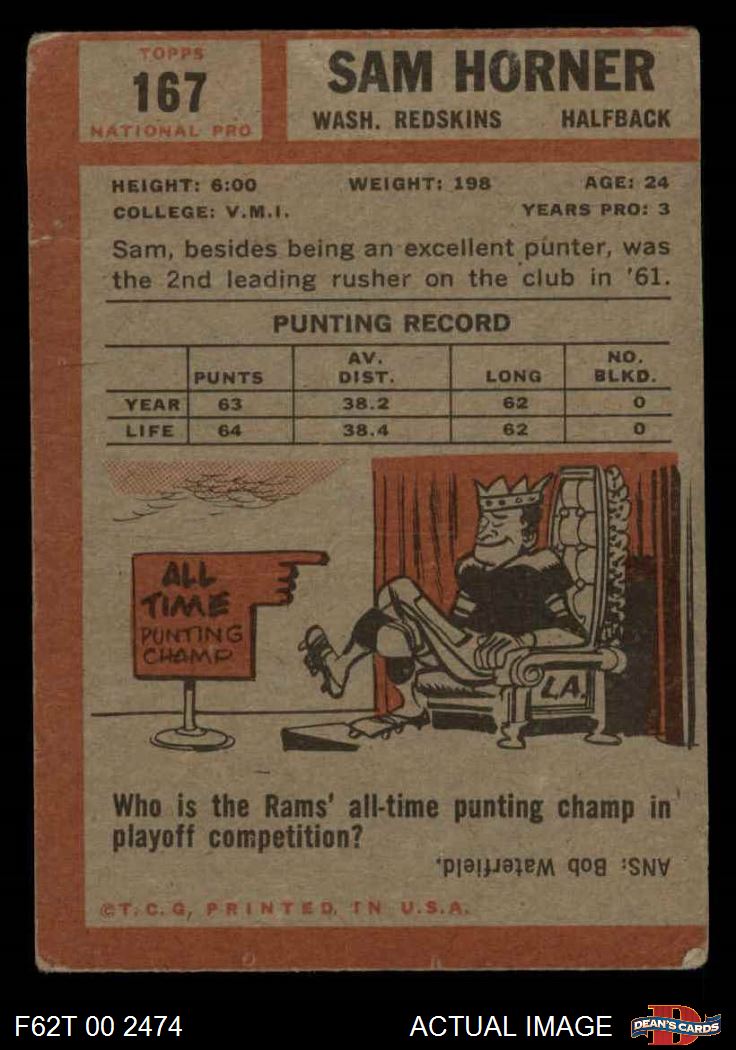 TOPPS
167
NATIONAL PRO
SAM HORNER
WASH. REDSKINS HALFBACK
HEIGHT: 6:00 WEIGHT: 198 AGE: 24
COLLEGE: V.M.I. YEARS PRO: 3
Sam, besides being an excellent punter, was
the 2nd leading rusher on the club in '61.
PUNTING RECORD
PUNTS AV. DIST. LONG NO. BLKD.
YEAR 63 38.2 62 0
LIFE 64 38.4 62 0
ALL
TIME
PUNTING
CHAMP
L.A.
Who is the Rams' all-time punting champ in
playoff competition?
ANS: Bob Waterfield.
©T.C.G, PRINTED IN U.S.A.
F62T 00 2474 ACTUAL IMAGE DEAN'S CARDS